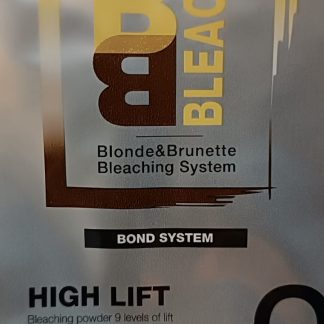 BB
BLEAC
Blonde&Brunette
Bleaching System
BOND SYSTEM
HIGH LIFT
Bleaching powder 9 levels of lift